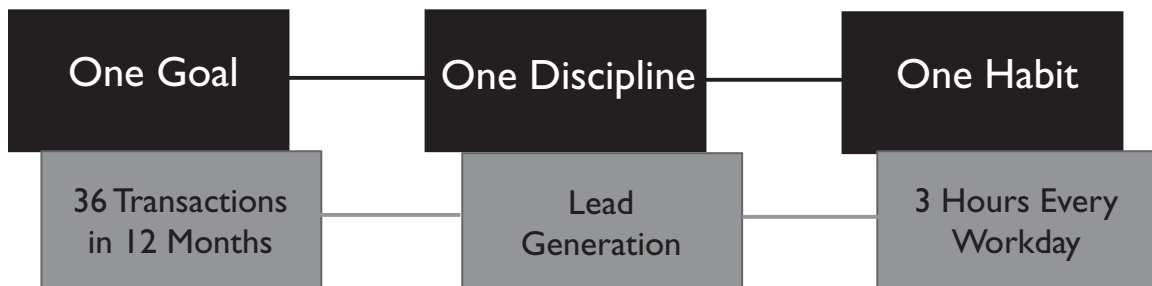 One Goal
One Discipline
One Habit
36 Transactions
in 12 Months
Lead
Generation
3 Hours Every
Workday